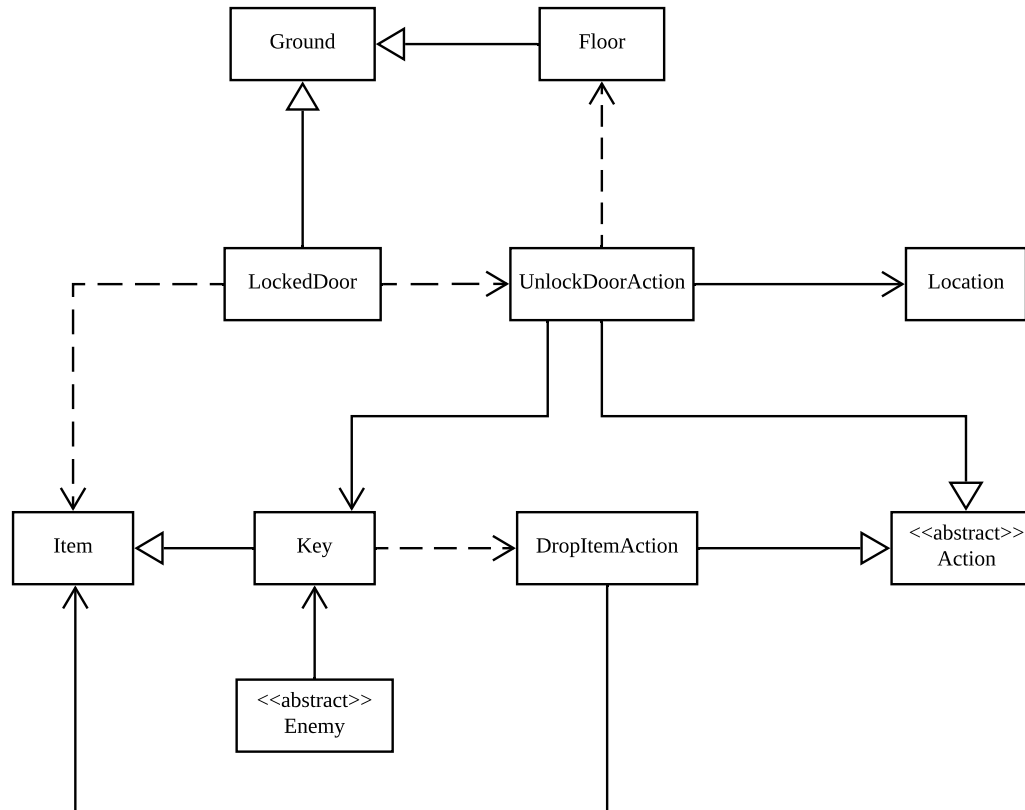 Ground
Floor
LockedDoor
UnlockDoorAction
Location
Item
Key
DropItemAction
<<abstract>>
Action
<<abstract>>
Enemy